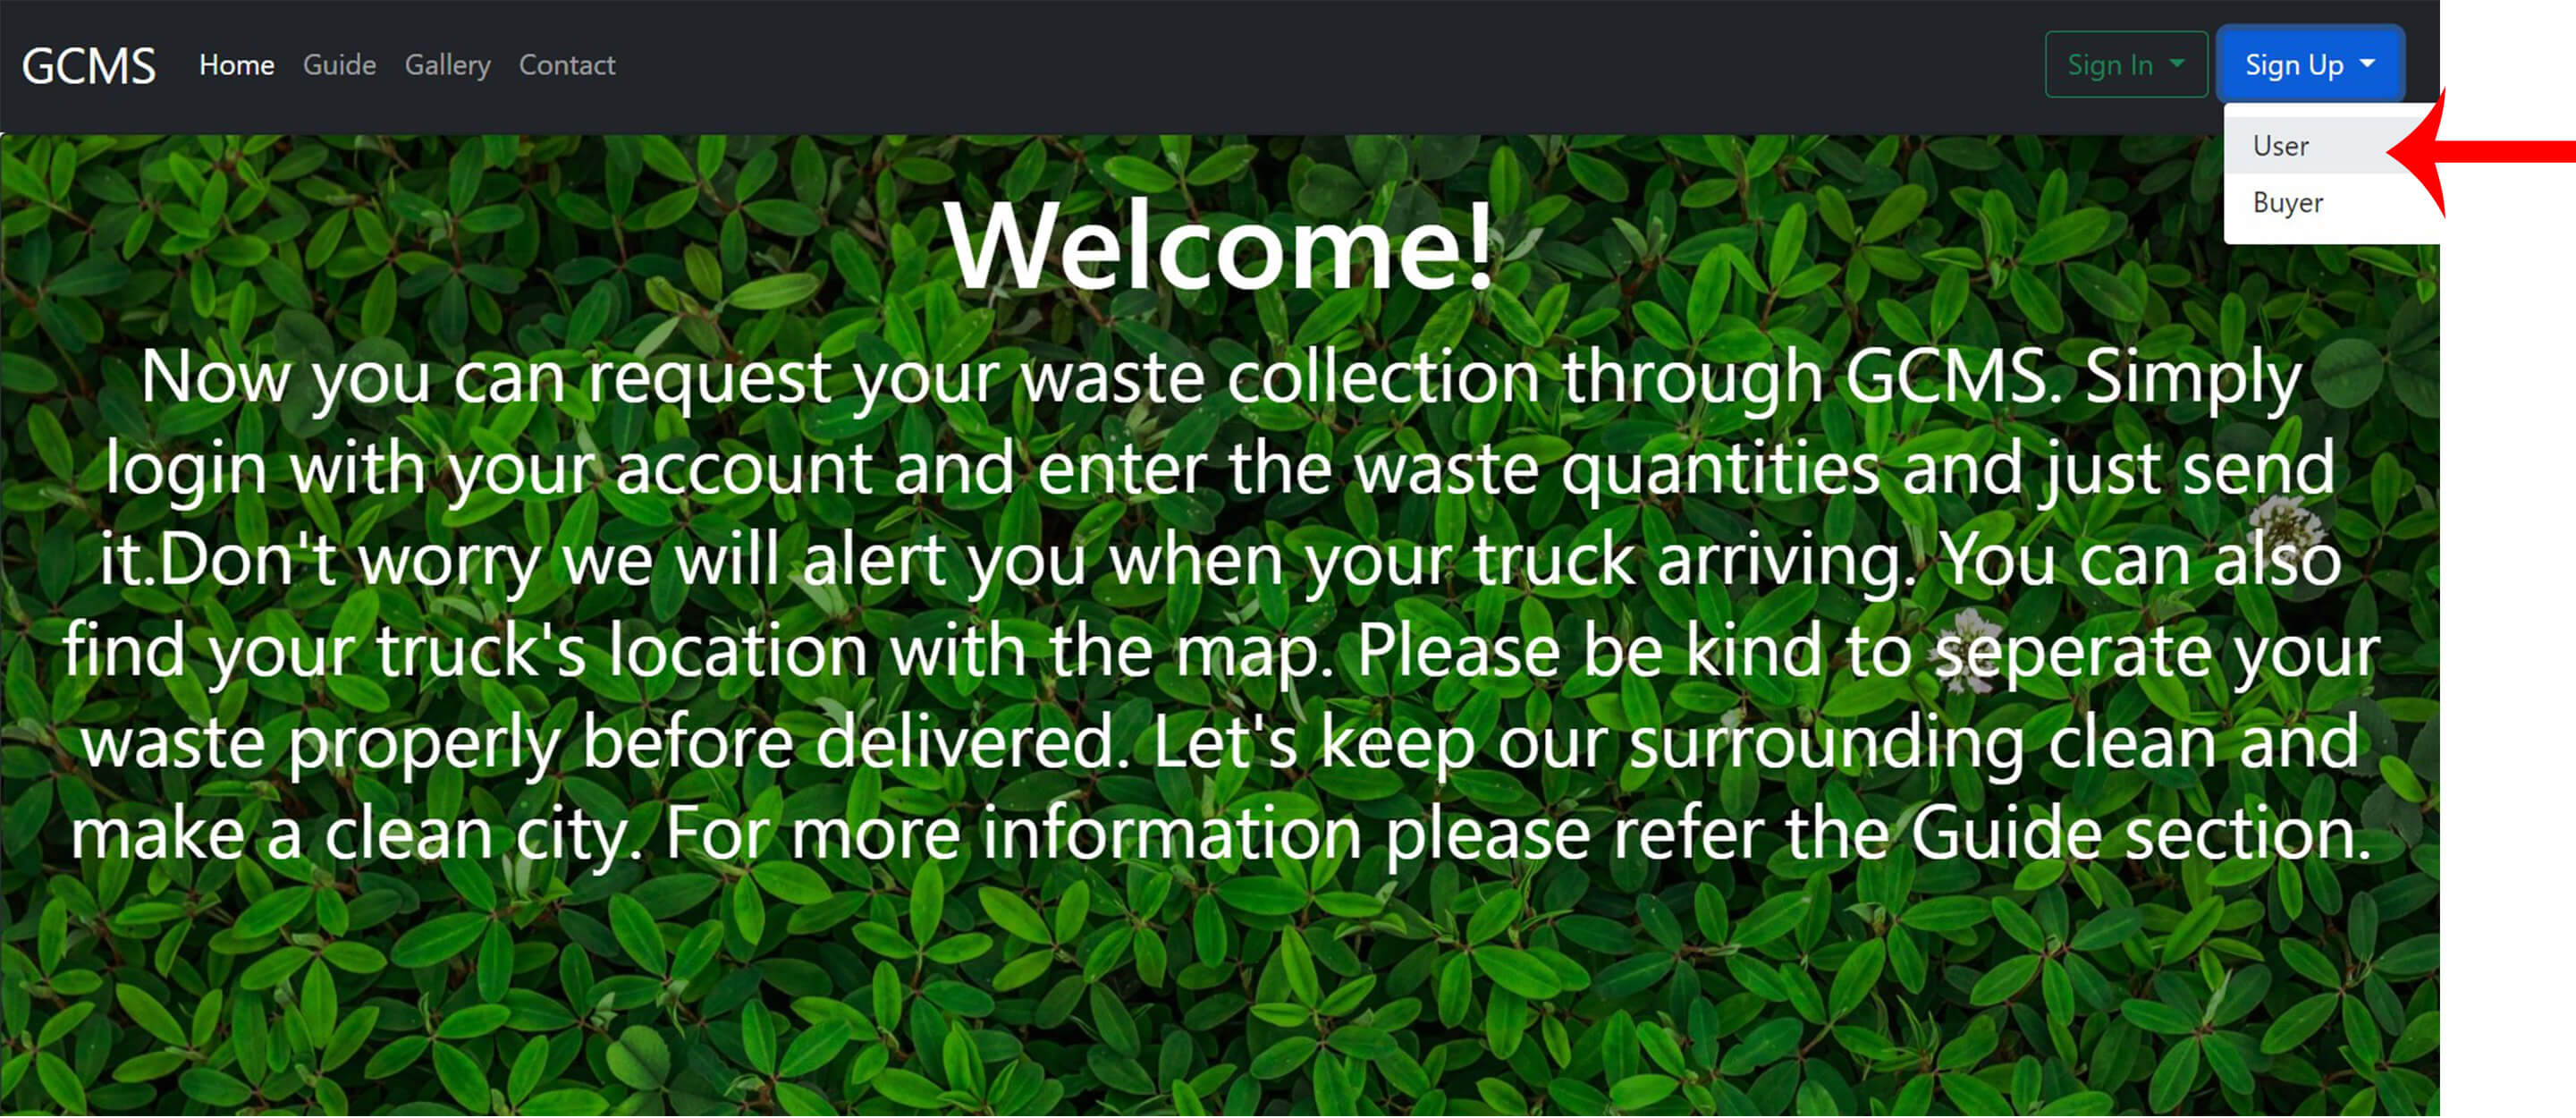 GCMS Home Guide Gallery Contact Sign In Sign Up
User
Buyer
Welcome!
Now you can request your waste collection through GCMS. Simply
login with your account and enter the waste quantities and just send
it.Don't worry we will alert you when your truck arriving. You can also
find your truck's location with the map. Please be kind to seperate your
waste properly before delivered. Let's keep our surrounding clean and
make a clean city. For more information please refer the Guide section.